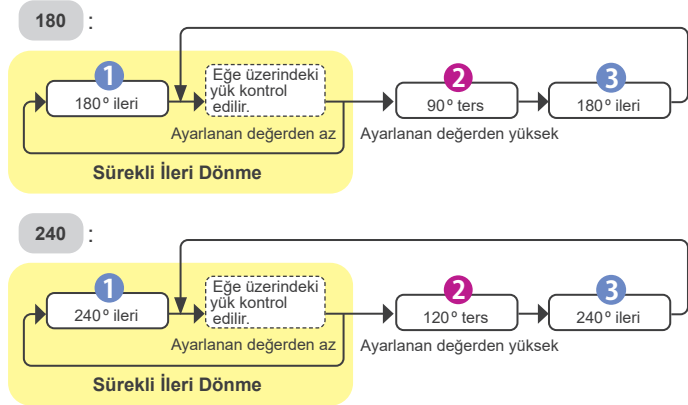 180 :
1
180° ileri
Eğe üzerindeki
yük kontrol
edilir.
2
90° ters
3
180° ileri
Ayarlanan değerden az
Ayarlanan değerden yüksek
Sürekli İleri Dönme
240 :
1
240° ileri
Eğe üzerindeki
yük kontrol
edilir.
2
120° ters
3
240° ileri
Ayarlanan değerden az
Ayarlanan değerden yüksek
Sürekli İleri Dönme